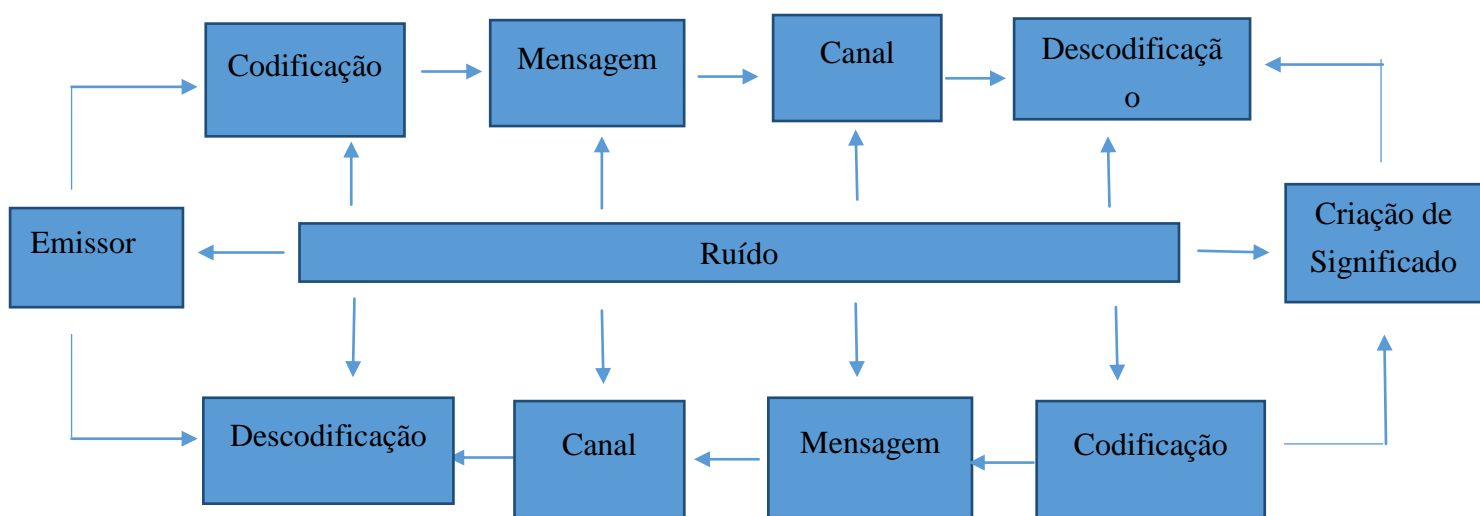 Codificação
Mensagem
Canal
Descodificaçã
o
Emissor
Ruído
Criação de
Significado
Descodificação
Canal
Mensagem
Codificação